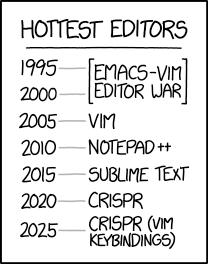 HOTTEST EDITORS
1995
[EMACS-VIM
2000
EDITOR WAR]
2005 VIM
2010 NOTEPAD++
2015 SUBLIME TEXT
2020 CRISPR
2025 CRISPR (VIM
KEYBINDINGS)